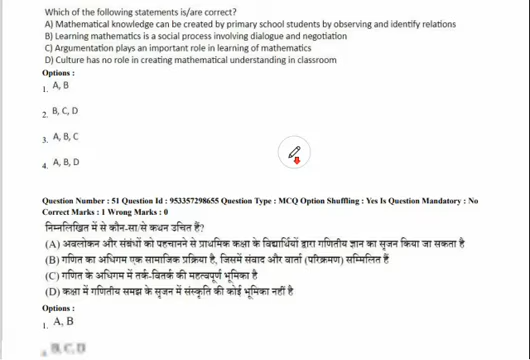 Which of the following statements is/are correct?
A) Mathematical knowledge can be created by primary school students by observing and identify relations
B) Learning mathematics is a social process involving dialogue and negotiation
C) Argumentation plays an important role in learning of mathematics
D) Culture has no role in creating mathematical understanding in classroom
Options :
1. A, B
2. B, C, D
3. A, B, C
4. A, B, D
Question Number : 51 Question Id : 953357298655 Question Type : MCQ Option Shuffling : Yes Is Question Mandatory : No
Correct Marks : 1 Wrong Marks : 0
निम्नलिखित में से कौन-सा/से कथन उचित हैं?
(A) अवलोकन और संबंधों को पहचानने से प्राथमिक कक्षा के विद्यार्थियों द्वारा गणितीय ज्ञान का सृजन किया जा सकता है
(B) गणित का अधिगम एक सामाजिक प्रक्रिया है, जिसमें संवाद और वार्ता (परिक्रमण) सम्मिलित हैं
(C) गणित के अधिगम में तर्क-वितर्क की महत्वपूर्ण भूमिका है
(D) कक्षा में गणितीय समझ के सृजन में संस्कृति की कोई भूमिका नहीं है
Options :
1. A, B
B, C, D